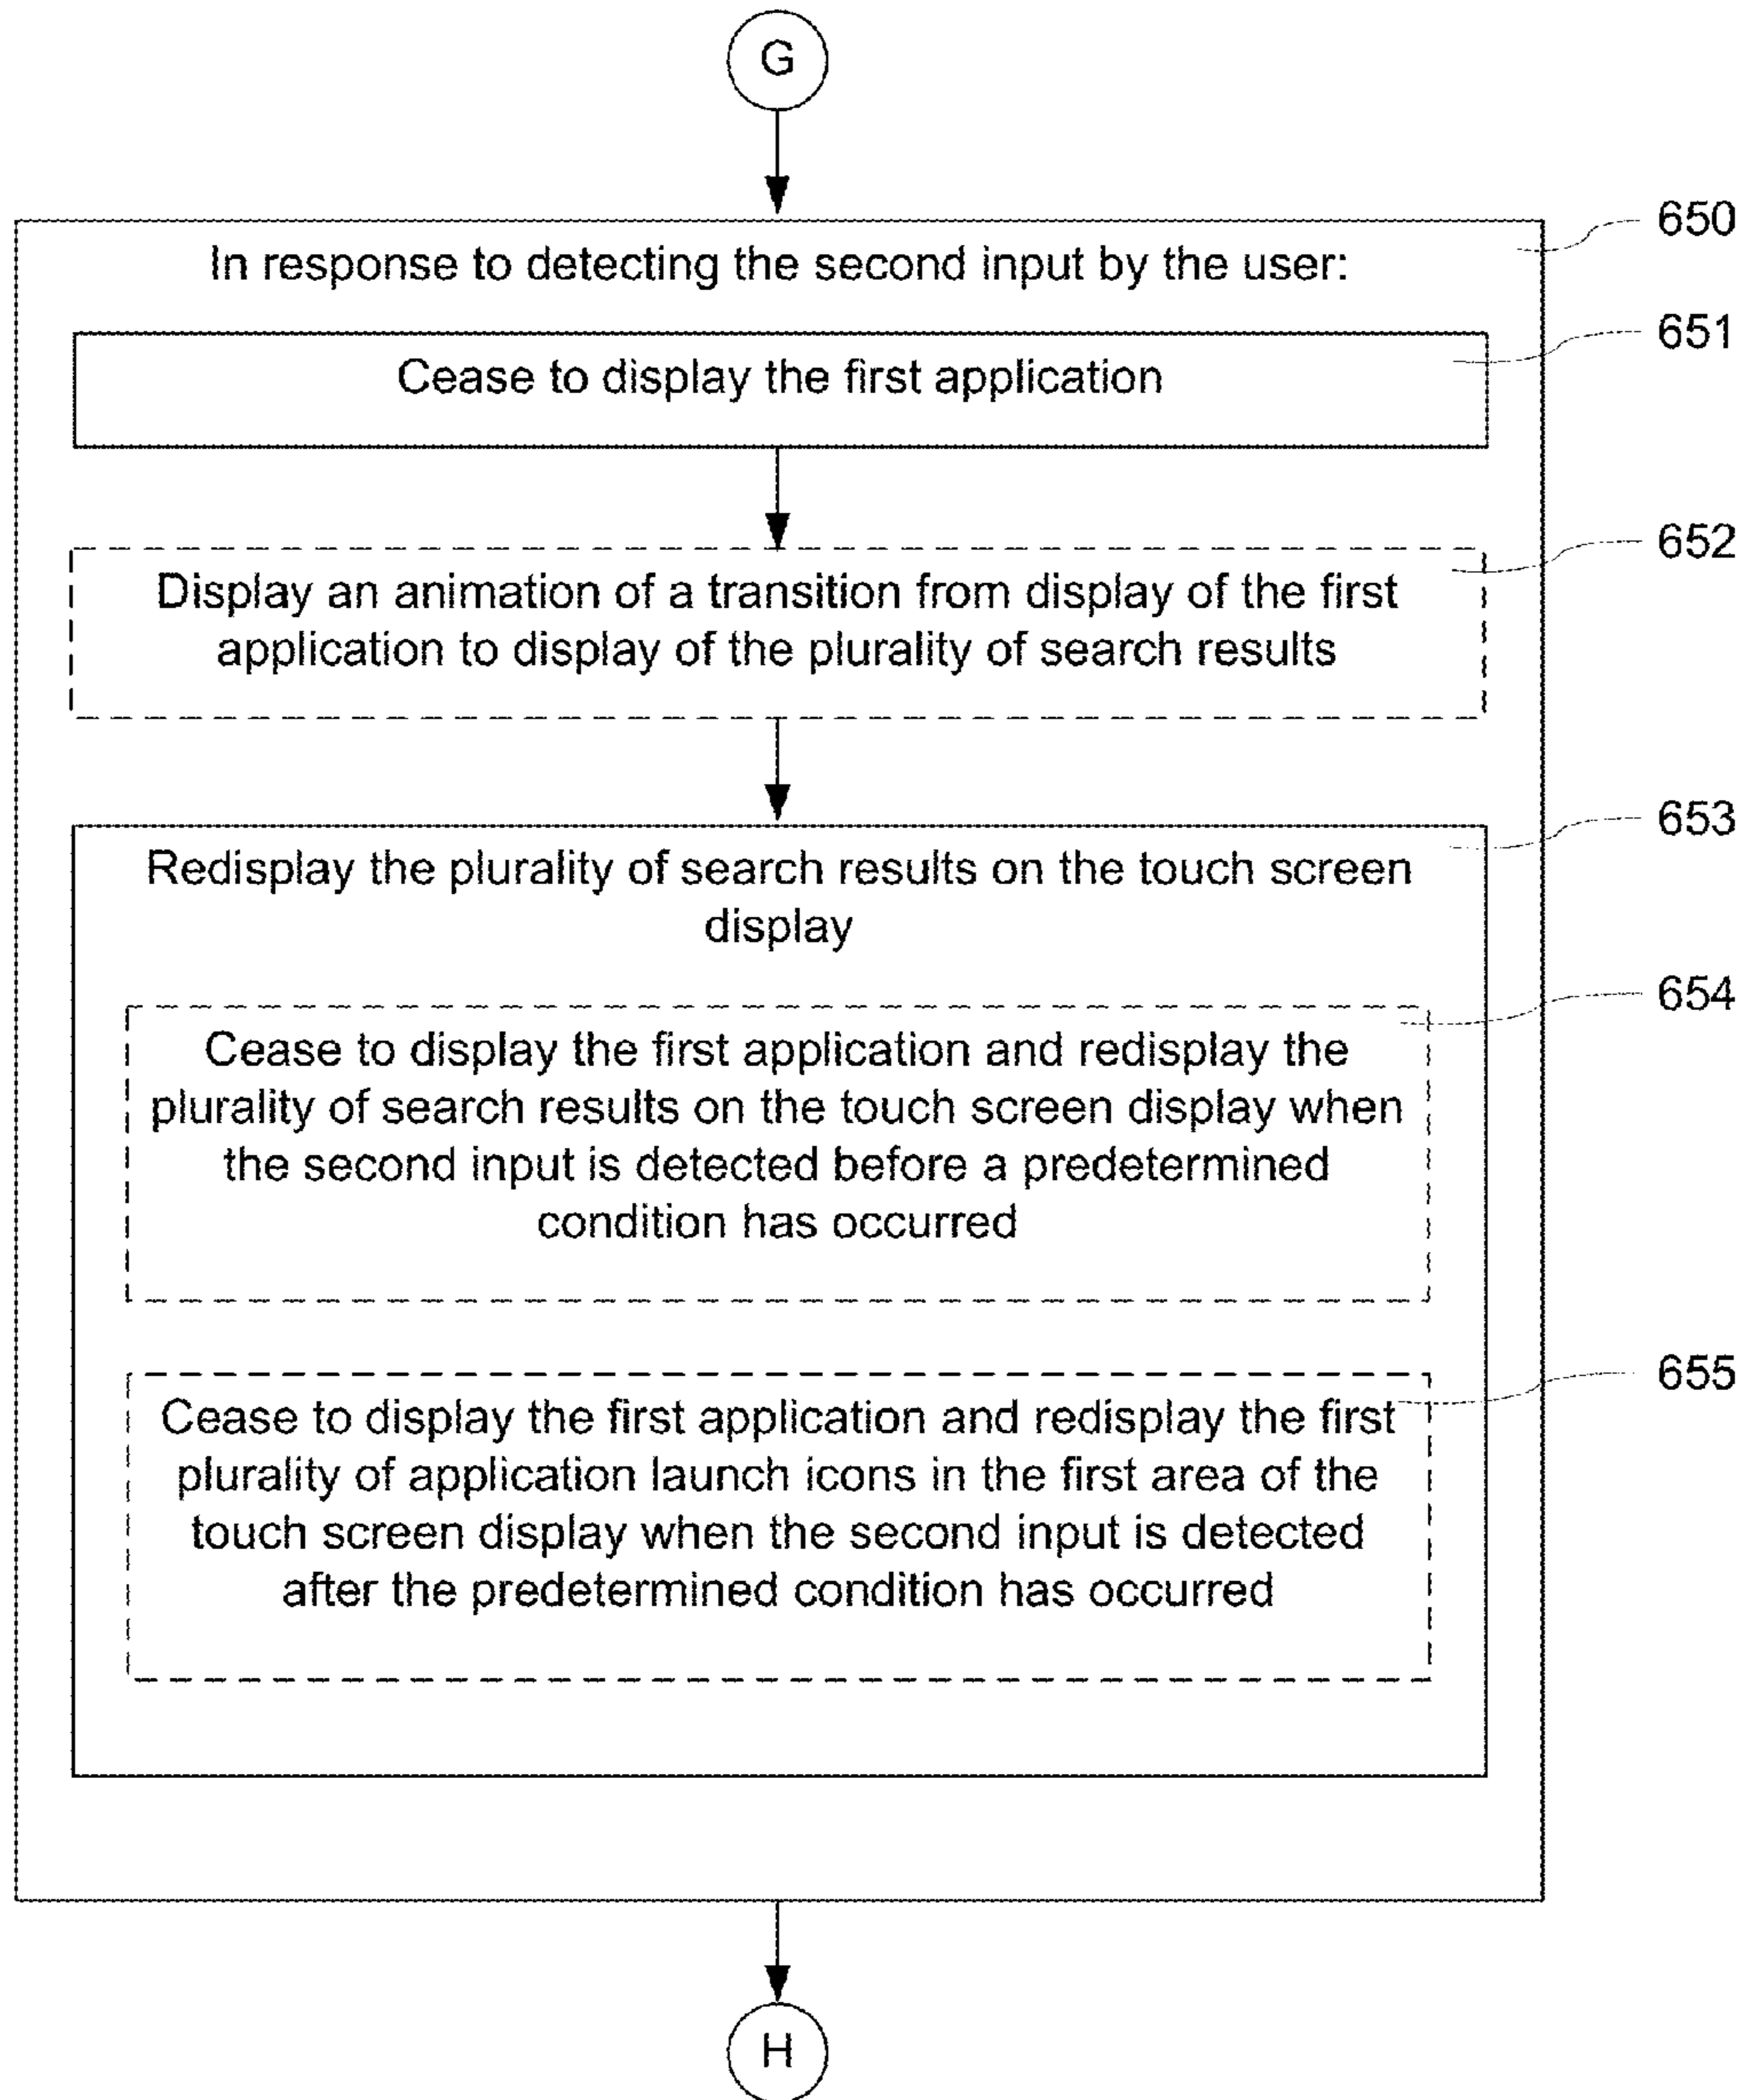 G
650
In response to detecting the second input by the user:
651
Cease to display the first application
652
Display an animation of a transition from display of the first
application to display of the plurality of search results
653
Redisplay the plurality of search results on the touch screen
display
654
Cease to display the first application and redisplay the
plurality of search results on the touch screen display when
the second input is detected before a predetermined
condition has occurred
655
Cease to display the first application and redisplay the first
plurality of application launch icons in the first area of the
touch screen display when the second input is detected
after the predetermined condition has occurred
H